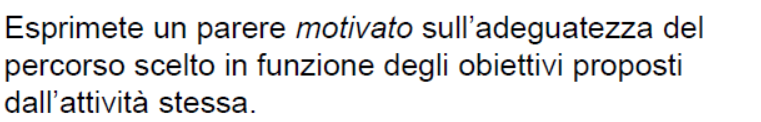 Esprimete un parere motivato sull'adeguatezza del
percorso scelto in funzione degli obiettivi proposti
dall'attività stessa.